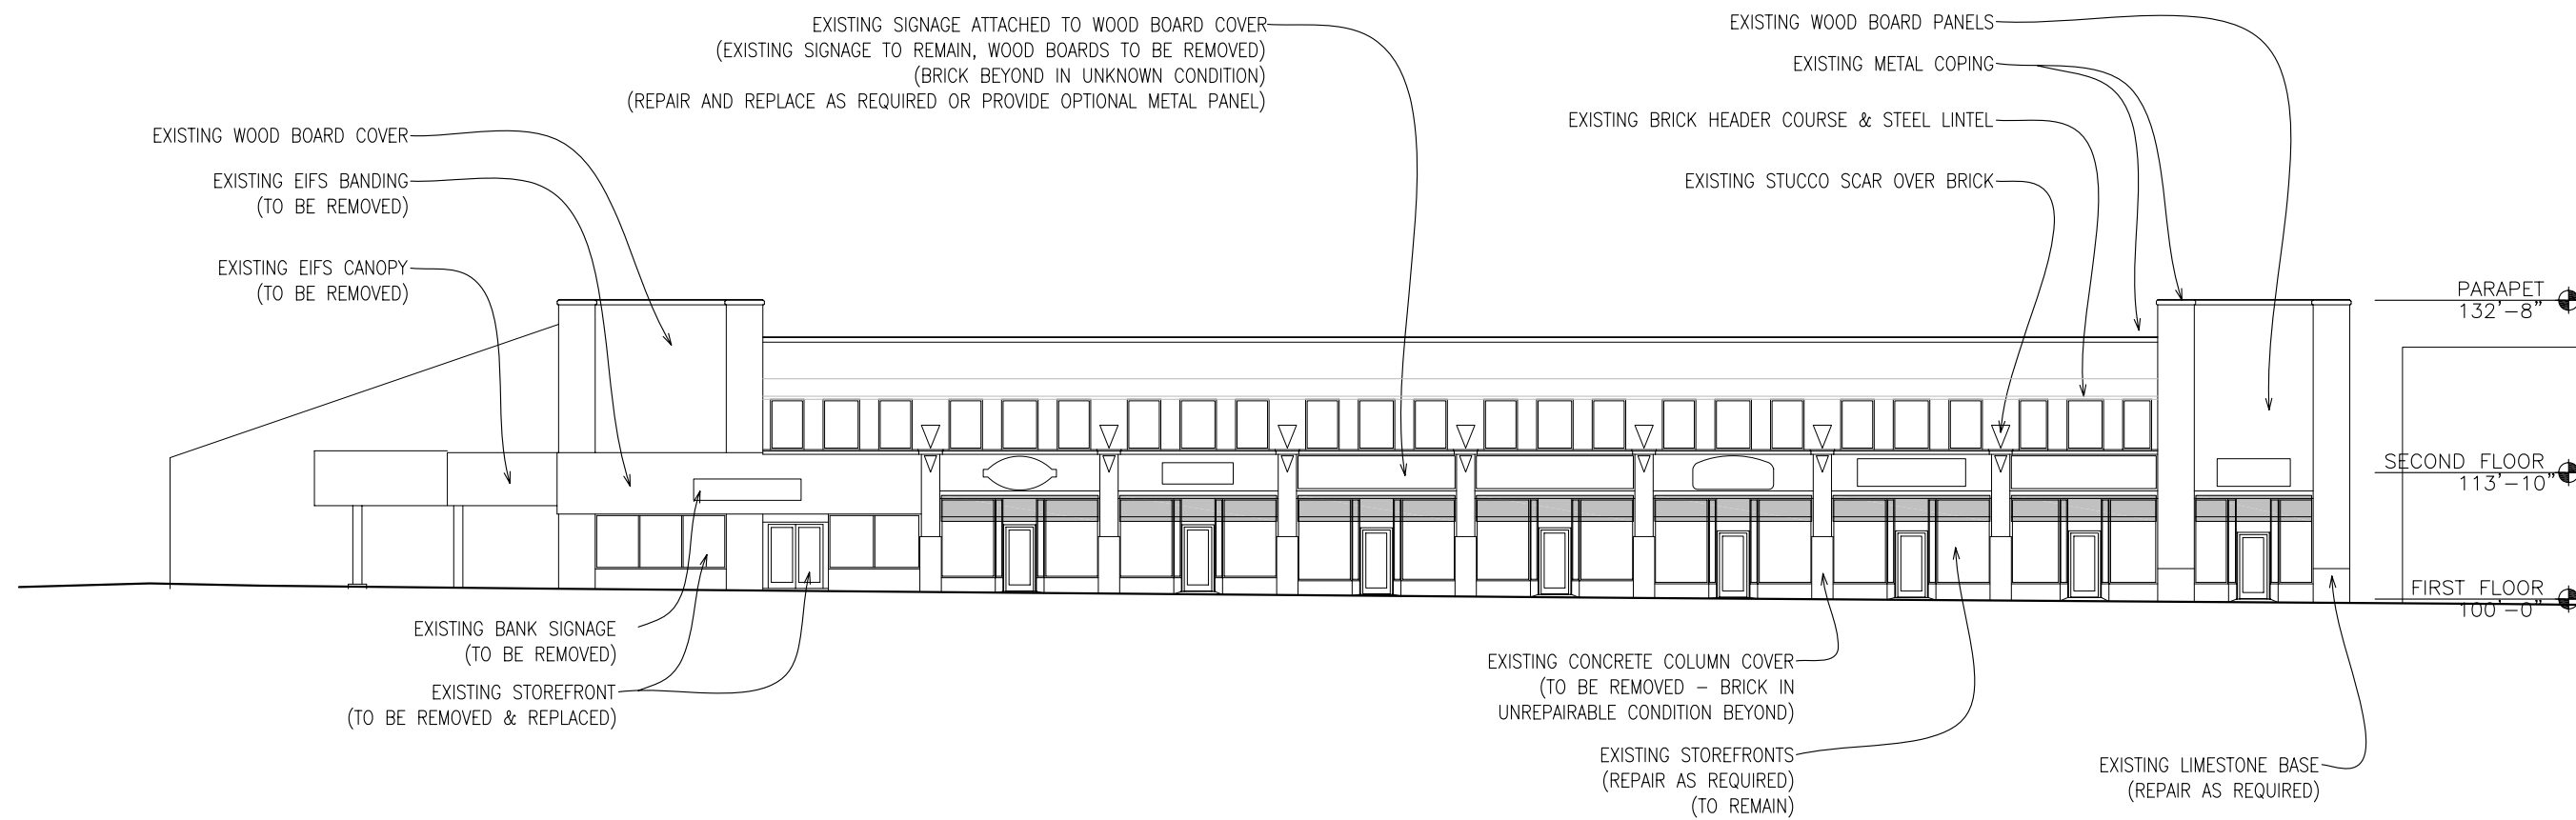 EXISTING SIGNAGE ATTACHED TO WOOD BOARD COVER
(EXISTING SIGNAGE TO REMAIN, WOOD BOARDS TO BE REMOVED)
(BRICK BEYOND IN UNKNOWN CONDITION)
(REPAIR AND REPLACE AS REQUIRED OR PROVIDE OPTIONAL METAL PANEL)
EXISTING WOOD BOARD PANELS
EXISTING METAL COPING
EXISTING BRICK HEADER COURSE & STEEL LINTEL
EXISTING STUCCO SCAR OVER BRICK
EXISTING WOOD BOARD COVER
EXISTING EIFS BANDING
(TO BE REMOVED)
EXISTING EIFS CANOPY
(TO BE REMOVED)
PARAPET
132'-8"
SECOND FLOOR
113'-10"
FIRST FLOOR
100'-0"
EXISTING BANK SIGNAGE
(TO BE REMOVED)
EXISTING STOREFRONT
(TO BE REMOVED & REPLACED)
EXISTING CONCRETE COLUMN COVER
(TO BE REMOVED - BRICK IN
UNREPAIRABLE CONDITION BEYOND)
EXISTING STOREFRONTS
(REPAIR AS REQUIRED)
(TO REMAIN)
EXISTING LIMESTONE BASE
(REPAIR AS REQUIRED)